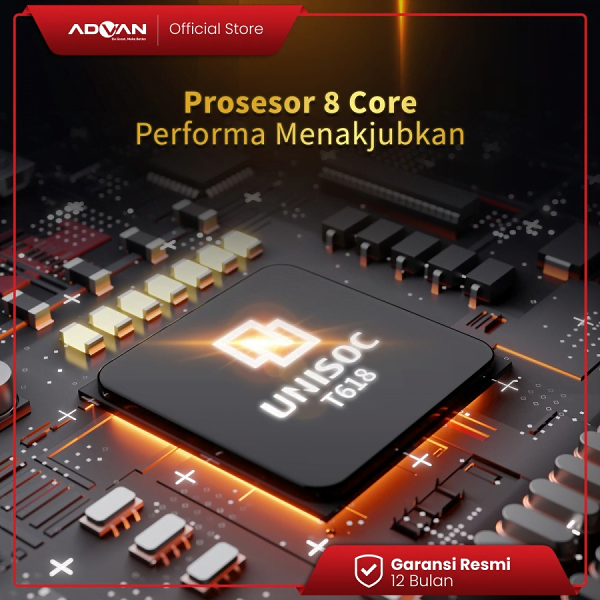 ADVAN
Official Store
Prosesor 8 Core
Performa Menakjubkan
UNISOC
T618
Garansi Resmi
12 Bulan